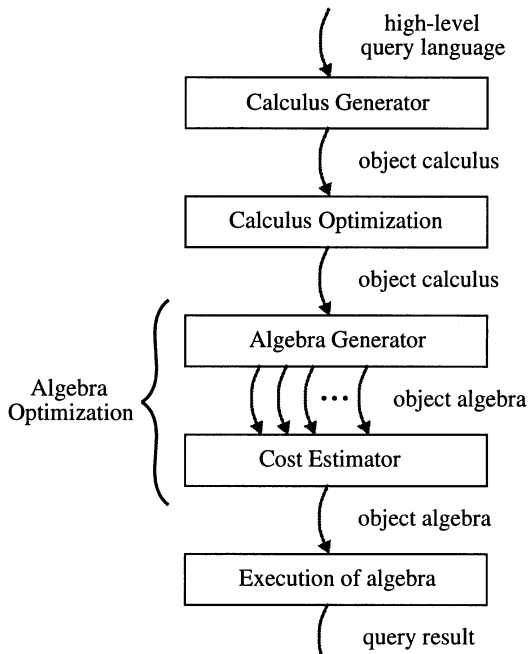 high-level
query language
Calculus Generator
object calculus
Calculus Optimization
object calculus
Algebra Generator
Algebra
Optimization
object algebra
Cost Estimator
object algebra
Execution of algebra
query result